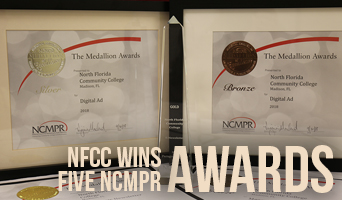 The Medallion Awards
North Florida
Community College
Madison, FL
Digital Ad
NCMPR
The Medallion Awards
North Florida
Community College
Madison, FL
Bronze
Digital Ad
NCMPR
GOLD
NFCC WINS
FIVE NCMPR
AWARDS